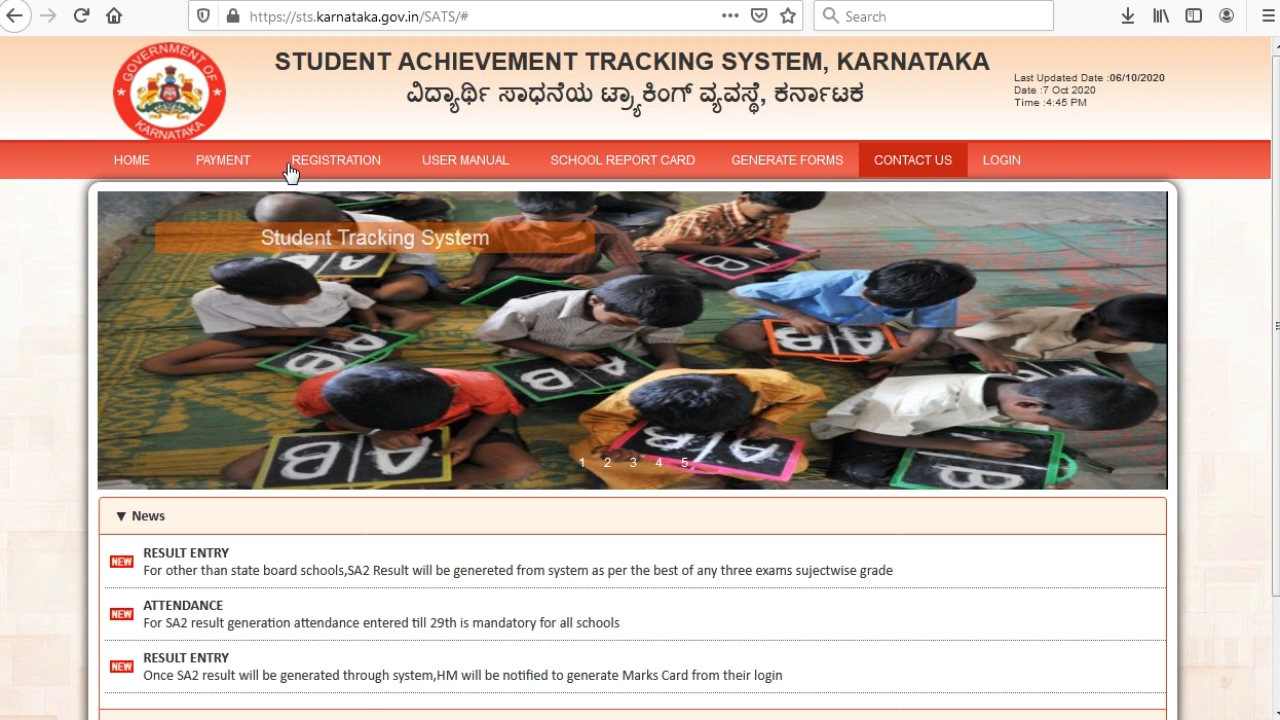 https://sts.karnataka.gov.in/SATS/#
Search
GOVERNMENT OF
KARNATAKA
STUDENT ACHIEVEMENT TRACKING SYSTEM, KARNATAKA
ವಿದ್ಯಾರ್ಥಿ ಸಾಧನೆಯ ಟ್ರ್ಯಾಕಿಂಗ್ ವ್ಯವಸ್ಥೆ, ಕರ್ನಾಟಕ
Last Updated Date :06/10/2020
Date :7 Oct 2020
Time :4:45 PM
HOME PAYMENT REGISTRATION USER MANUAL SCHOOL REPORT CARD GENERATE FORMS CONTACT US LOGIN
Student Tracking System
1 2 3 4 5
▼ News
NEW
RESULT ENTRY
For other than state board schools,SA2 Result will be genereted from system as per the best of any three exams sujectwise grade
NEW
ATTENDANCE
For SA2 result generation attendance entered till 29th is mandatory for all schools
NEW
RESULT ENTRY
Once SA2 result will be generated through system,HM will be notified to generate Marks Card from their login